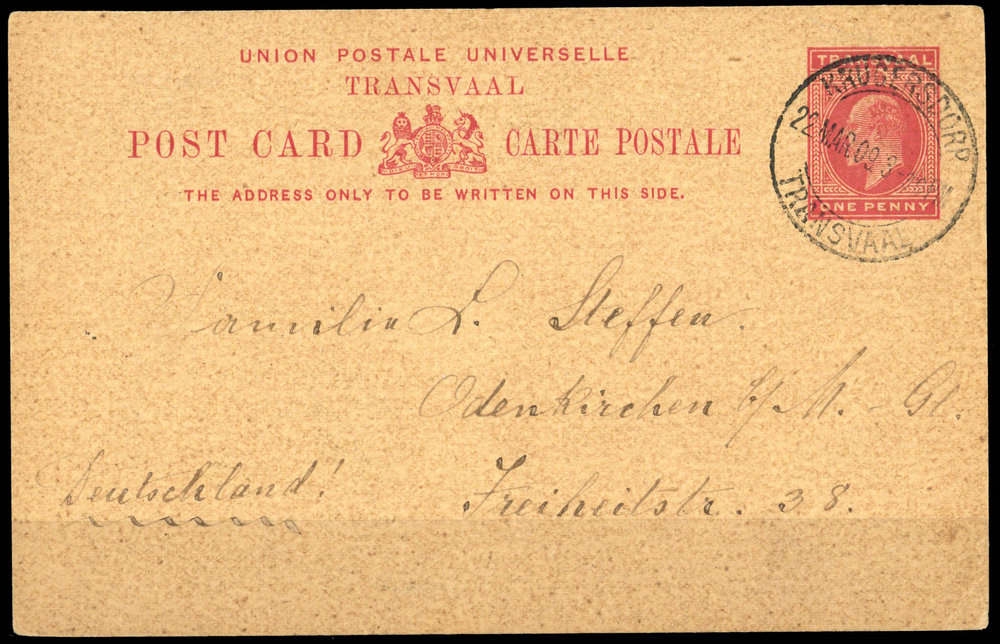 UNION POSTALE UNIVERSELLE
TRANSVAAL
POST CARD CARTE POSTALE
THE ADDRESS ONLY TO BE WRITTEN ON THIS SIDE.
TRANSVAAL
ONE PENNY
KRUGERSDORP
22 MAR 09
TRANSVAAL
Familie L. Steffen.
Odenkirchen b/M.-Gl.
Deutschland! Freiheitstr. 38.